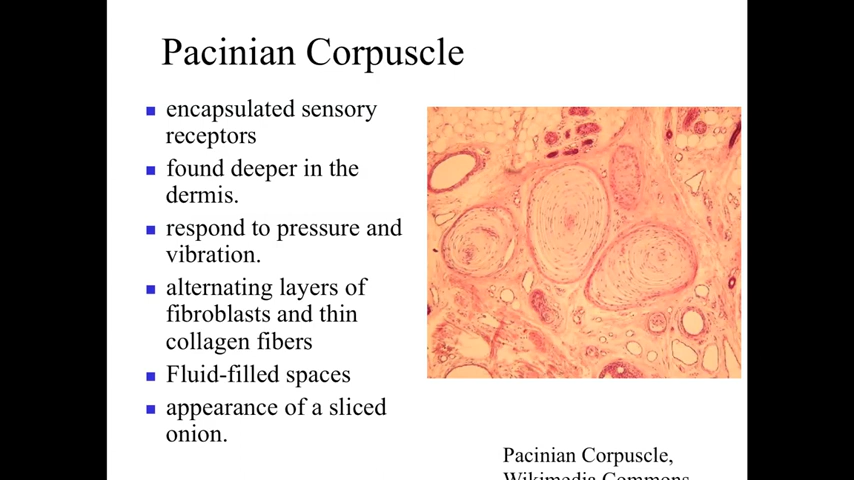 Pacinian Corpuscle
encapsulated sensory
receptors
found deeper in the
dermis.
respond to pressure and
vibration.
alternating layers of
fibroblasts and thin
collagen fibers
Fluid-filled spaces
appearance of a sliced
onion.
Pacinian Corpuscle,
Wikimedia Commons